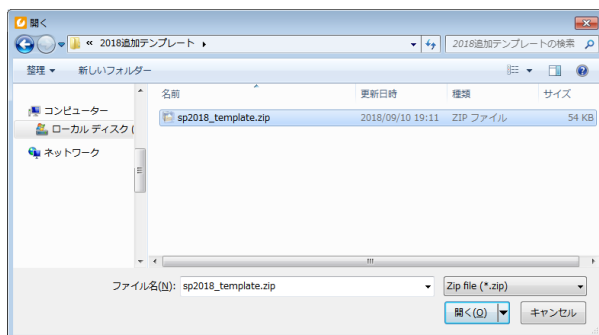 開く
« 2018追加テンプレート
2018追加テンプレートの検索
整理 新しいフォルダー
名前 更新日時 種類 サイズ
コンピューター
sp2018_template.zip 2018/09/10 19:11 ZIP ファイル 54 KB
ローカル ディスク (
ネットワーク
ファイル名(N): sp2018_template.zip Zip file (*.zip)
開く(O) キャンセル